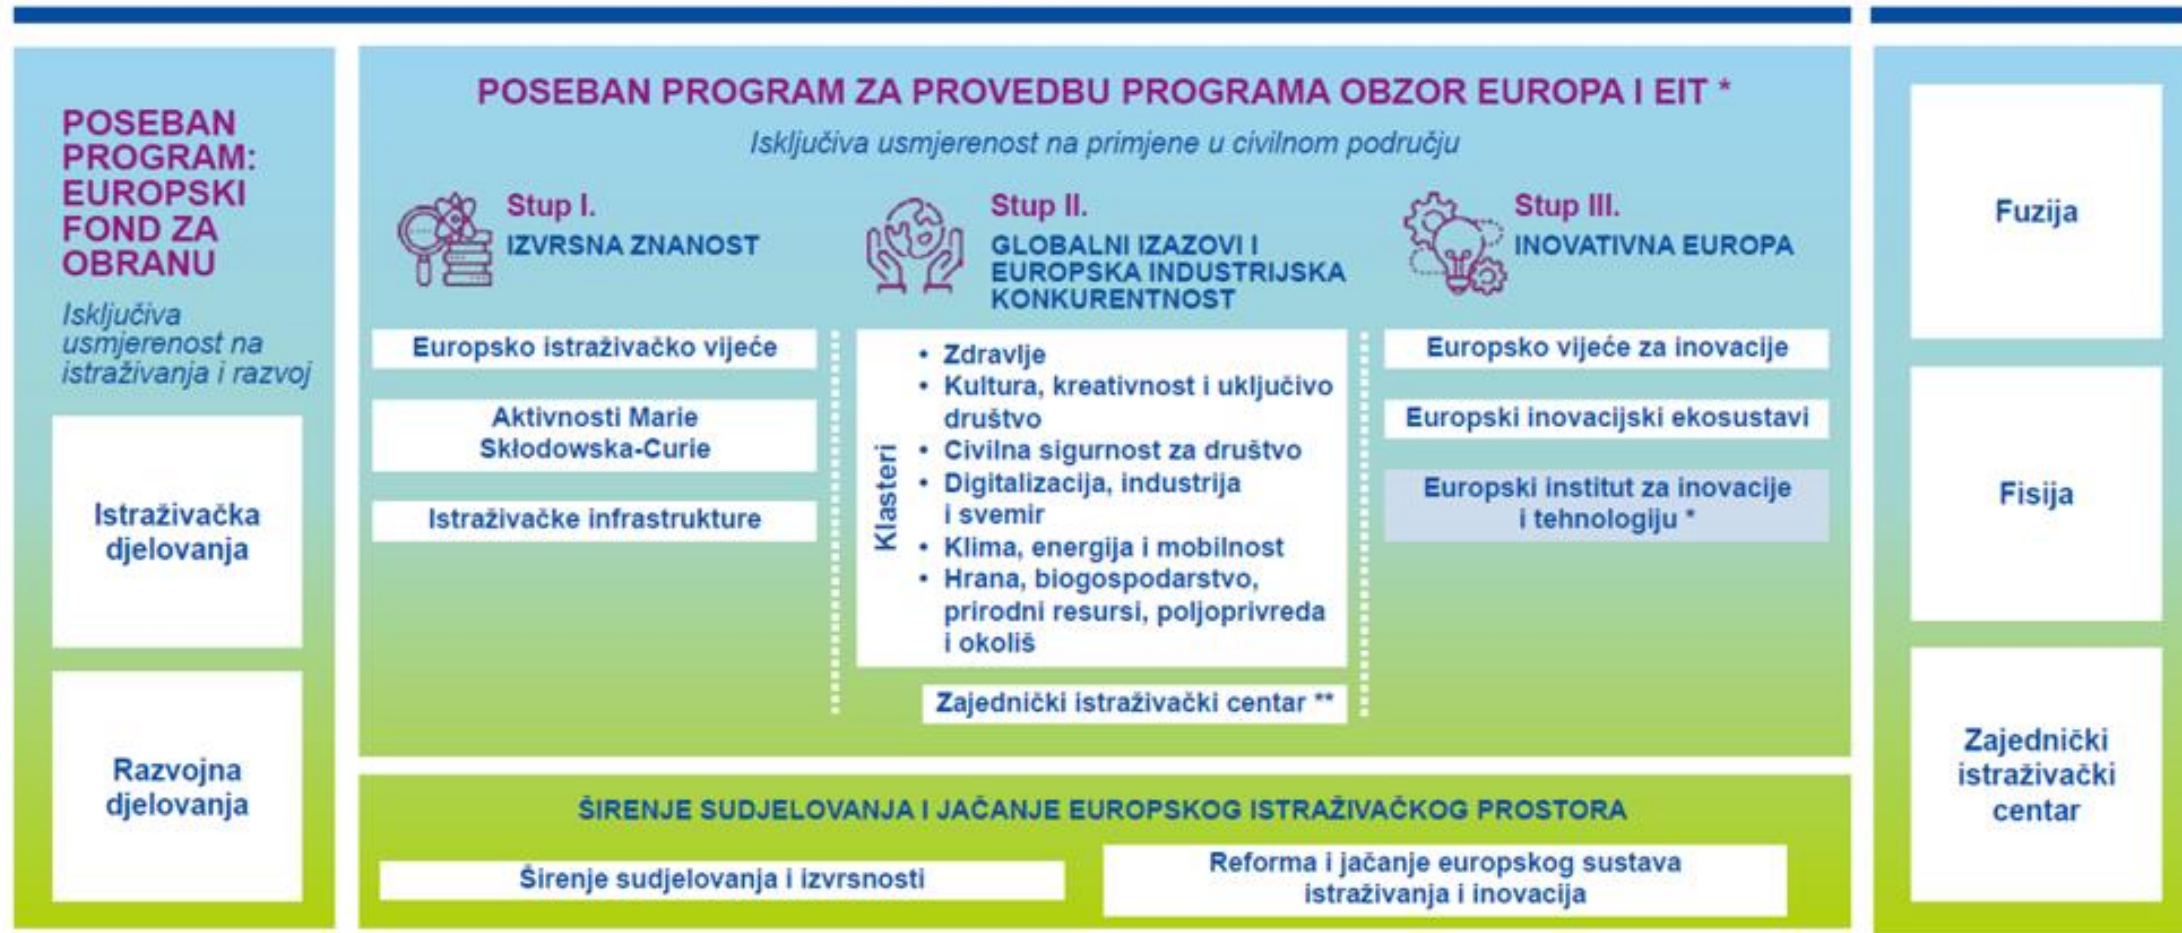 POSEBAN
PROGRAM:
EUROPSKI
FOND ZA
OBRANU
Isključiva
usmjerenost na
istraživanja i razvoj
Istraživačka
djelovanja
Razvojna
djelovanja
POSEBAN PROGRAM ZA PROVEDBU PROGRAMA OBZOR EUROPA I EIT *
Isključiva usmjerenost na primjene u civilnom području
Stup I.
IZVRSNA ZNANOST
Europsko istraživačko vijeće
Aktivnosti Marie
Skłodowska-Curie
Istraživačke infrastrukture
Stup II.
GLOBALNI IZAZOVI I
EUROPSKA INDUSTRIJSKA
KONKURENTNOST
Klasteri
• Zdravlje
• Kultura, kreativnost i uključivo
društvo
• Civilna sigurnost za društvo
• Digitalizacija, industrija
i svemir
• Klima, energija i mobilnost
• Hrana, biogospodarstvo,
prirodni resursi, poljoprivreda
i okoliš
Zajednički istraživački centar **
Stup III.
INOVATIVNA EUROPA
Europsko vijeće za inovacije
Europski inovacijski ekosustavi
Europski institut za inovacije
i tehnologiju *
ŠIRENJE SUDJELOVANJA I JAČANJE EUROPSKOG ISTRAŽIVAČKOG PROSTORA
Širenje sudjelovanja i izvrsnosti
Reforma i jačanje europskog sustava
istraživanja i inovacija
Fuzija
Fisija
Zajednički
istraživački
centar